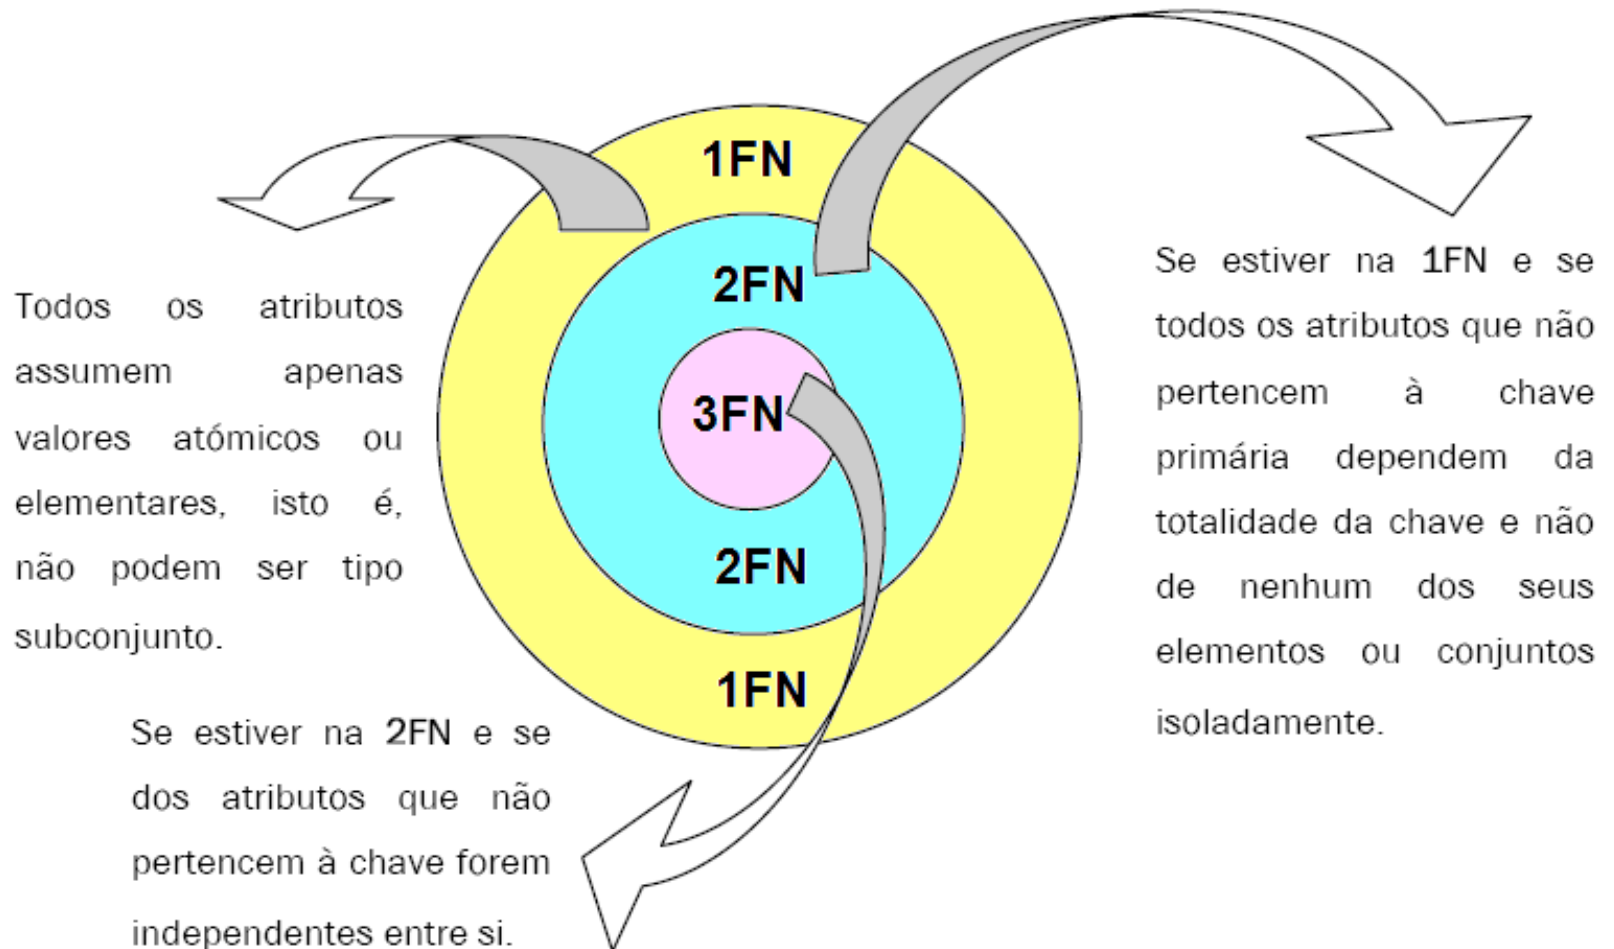 1FN
2FN
3FN
2FN
1FN
Todos os atributos
assumem apenas
valores atómicos ou
elementares, isto é,
não podem ser tipo
subconjunto.
Se estiver na 1FN e se
todos os atributos que não
pertencem à chave
primária dependem da
totalidade da chave e não
de nenhum dos seus
elementos ou conjuntos
isoladamente.
Se estiver na 2FN e se
dos atributos que não
pertencem à chave forem
independentes entre si.